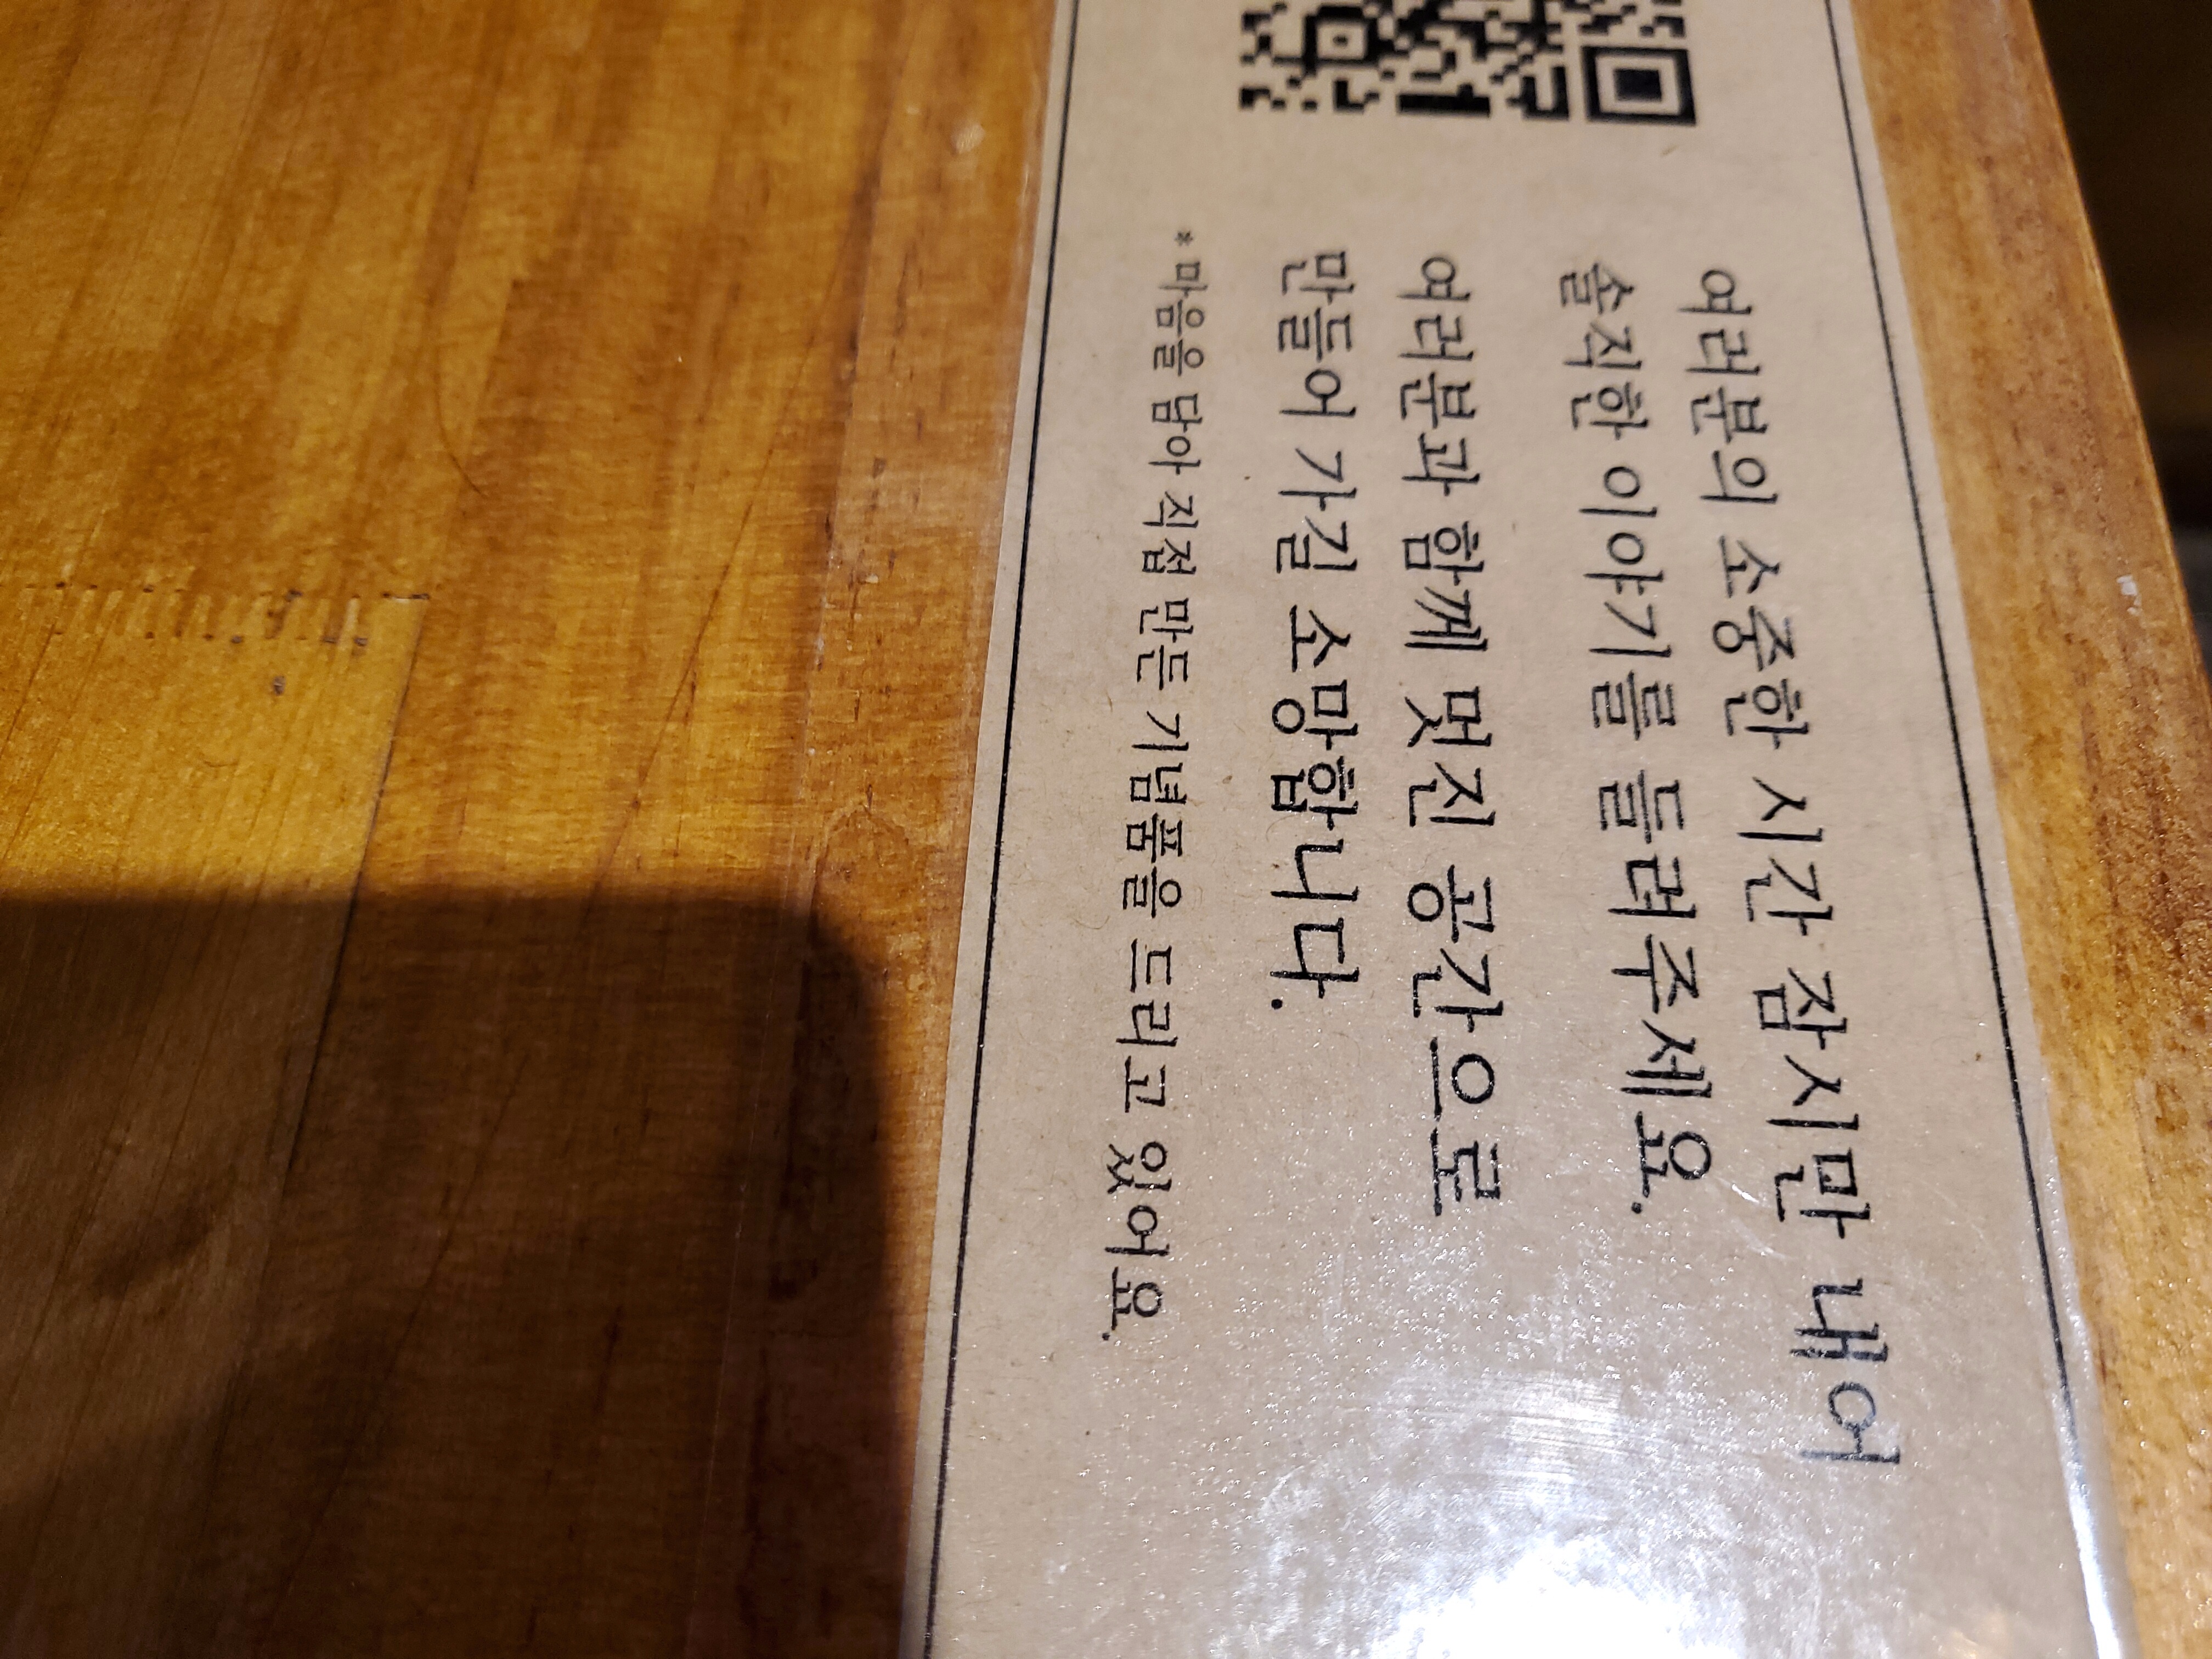 여러분의 소중한 시간 잠시만 내어
솔직한 이야기를 들려주세요.
여러분과 함께 멋진 공간으로
만들어 가길 소망합니다.
* 마음을 담아 직접 만든 기념품을 드리고 있어요.